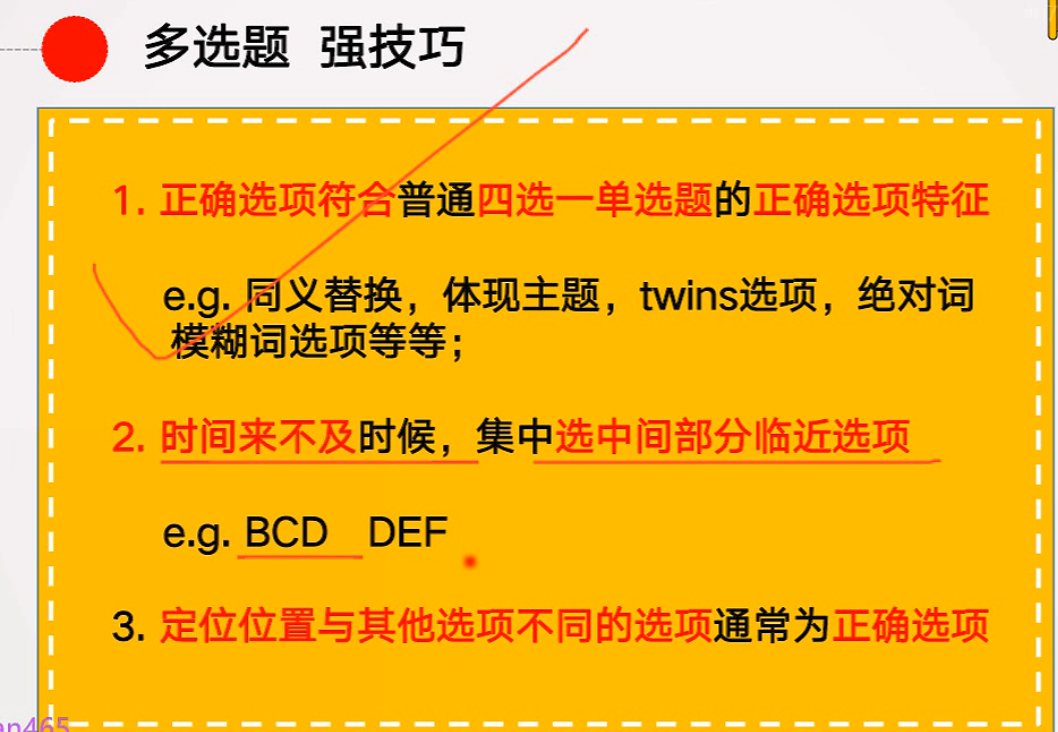 多选题 强技巧
1. 正确选项符合普通四选一单选题的正确选项特征
e.g. 同义替换，体现主题，twins选项，绝对词
模糊词选项等等；
2. 时间来不及时候，集中选中间部分临近选项
e.g. BCD DEF
3. 定位位置与其他选项不同的选项通常为正确选项